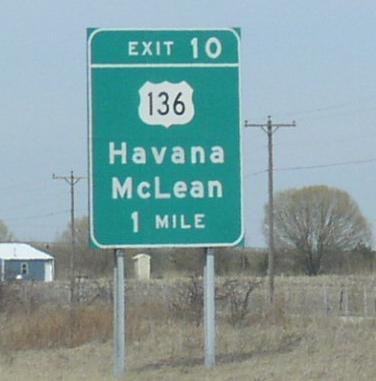 EXIT 10
136
Havana
McLean
1 MILE